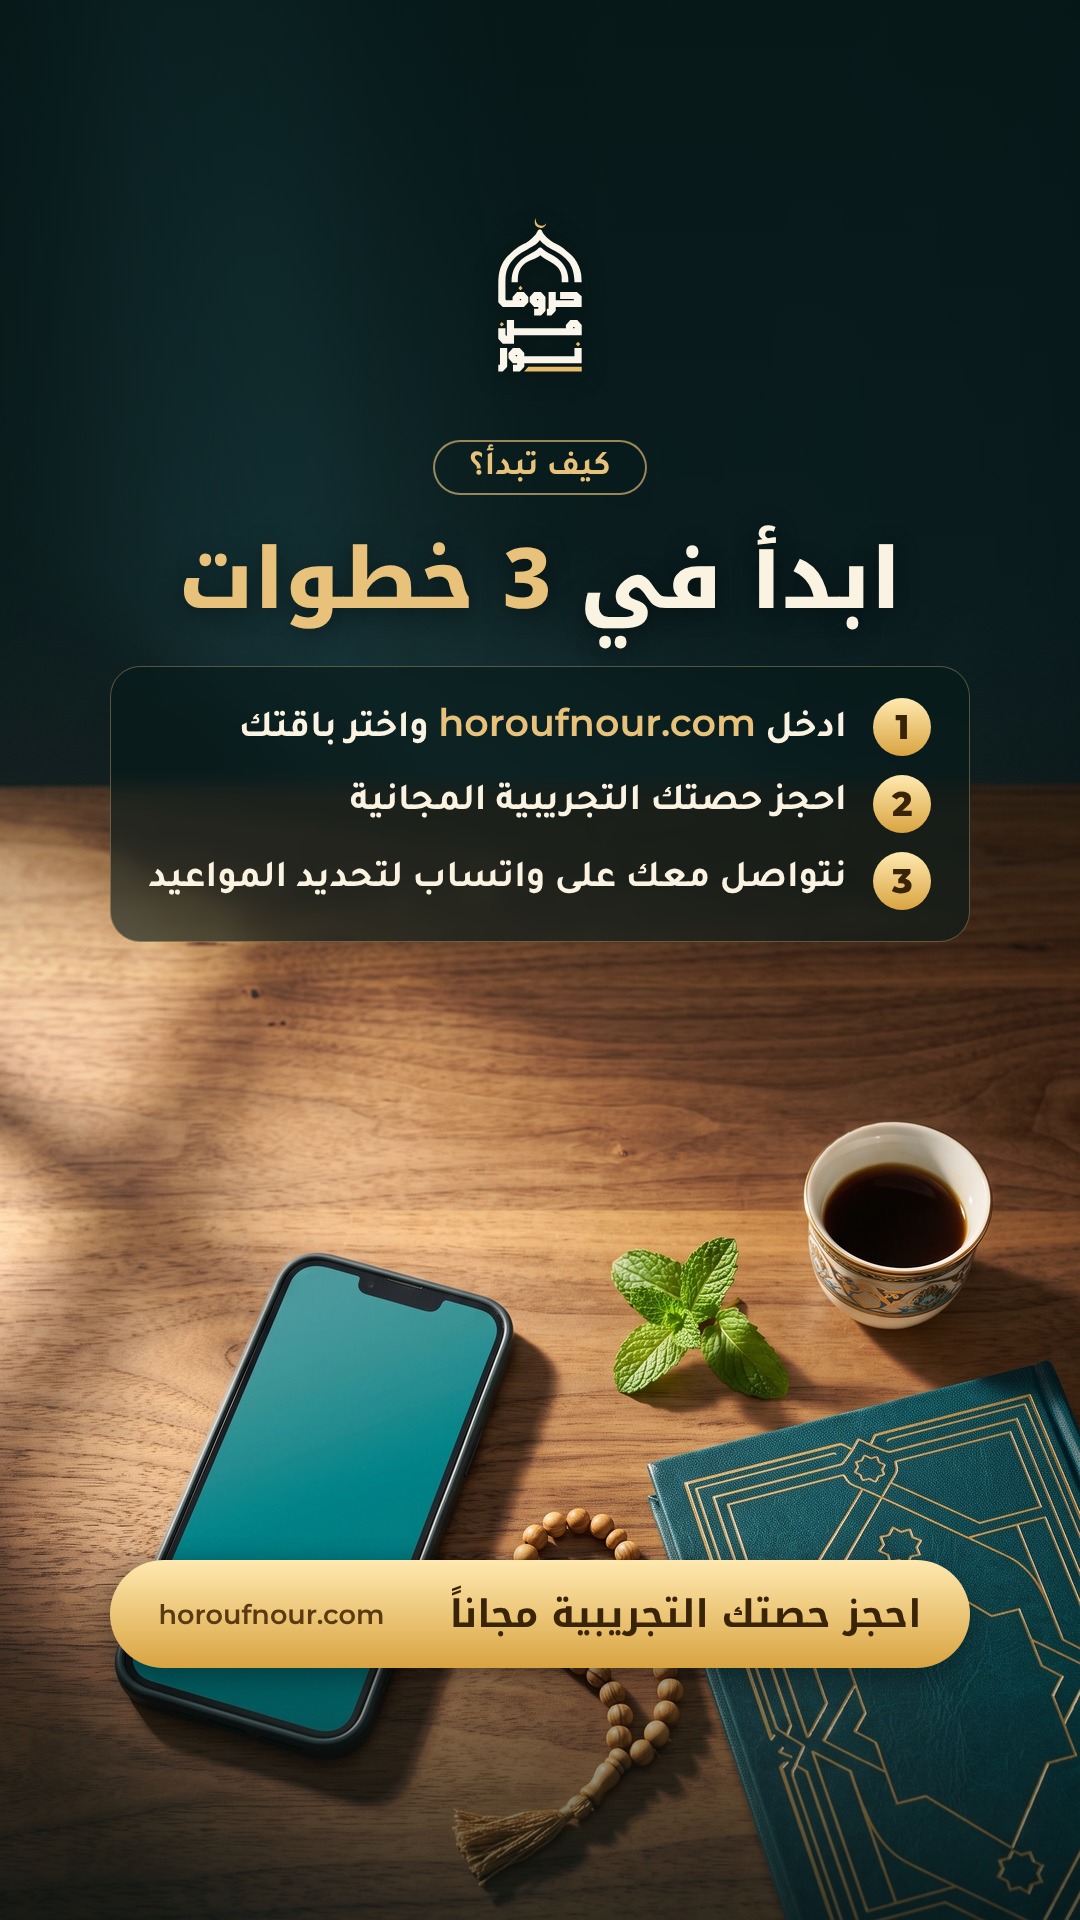 حروفا
من
نور
كيف تبدأ؟
ابدأ في 3 خطوات
1 ادخل horoufnour.com واختر باقتك
2 احجز حصتك التجريبية المجانية
3 نتواصل معك على واتساب لتحديد المواعيد
احجز حصتك التجريبية مجاناً horoufnour.com